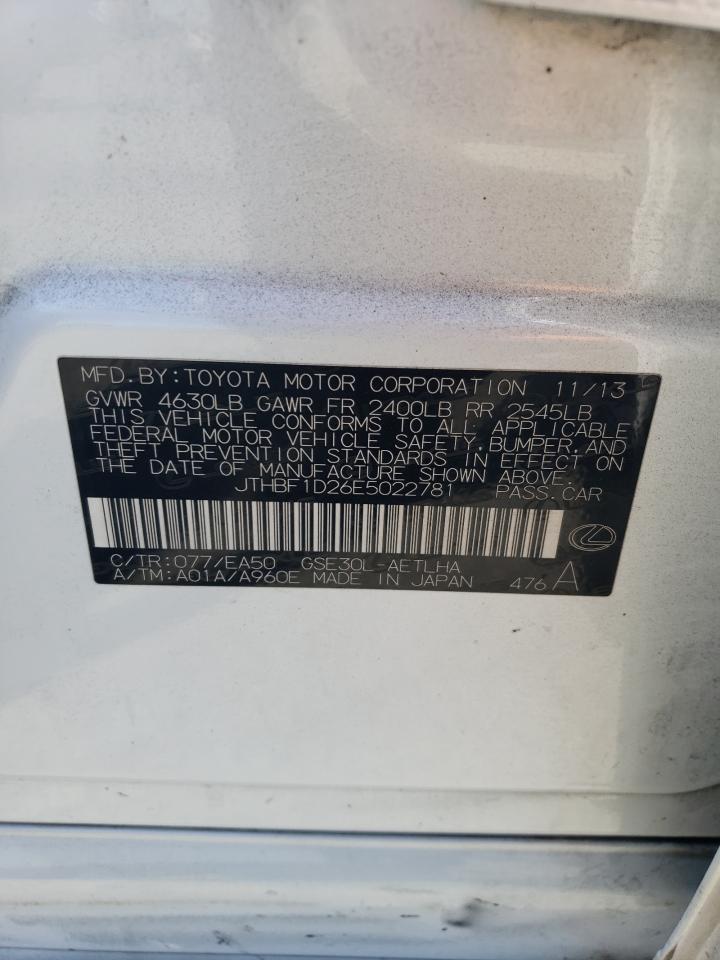 MFD.BY:TOYOTA MOTOR CORPORATION 11/13
GVWR 4630LB GAWR FR 2400LB RR 2545LB
THIS VEHICLE CONFORMS TO ALL APPLICABLE
FEDERAL MOTOR VEHICLE SAFETY,BUMPER,AND
THEFT PREVENTION STANDARDS IN EFFECT ON
THE DATE OF MANUFACTURE SHOWN ABOVE.
JTHBF1D26E5022781 PASS.CAR
C/TR:077/EA50 GSE30L-AETLHA
A/TM:A01A/A960E MADE IN JAPAN 476 A